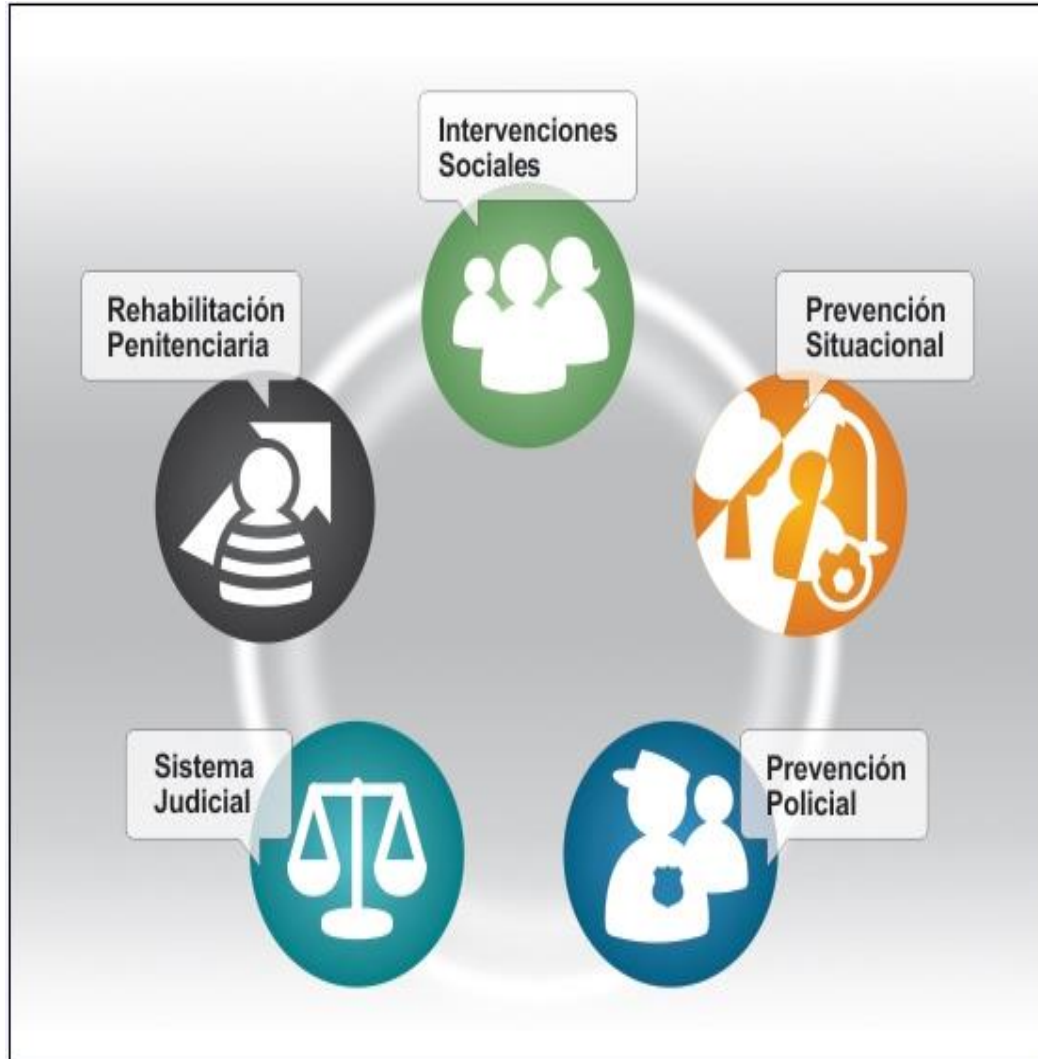 Intervenciones
Sociales
Rehabilitación
Penitenciaria
Prevención
Situacional
Sistema
Judicial
Prevención
Policial